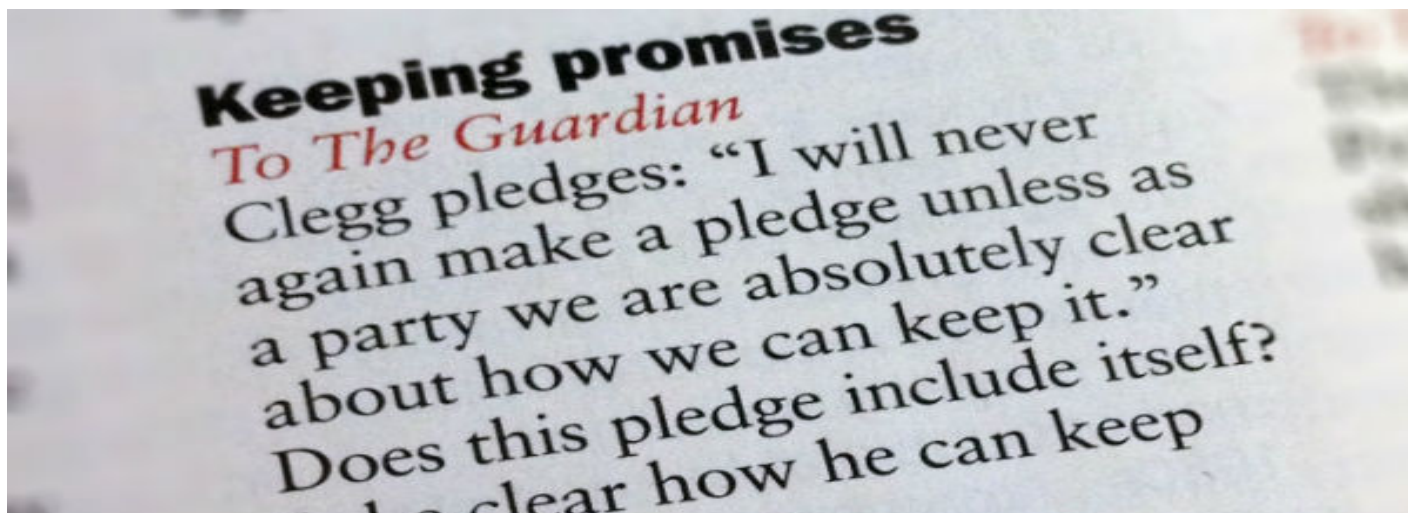 Keeping promises
To The Guardian
Clegg pledges: “I will never
again make a pledge unless as
a party we are absolutely clear
about how we can keep it.”
Does this pledge include itself?
clear how he can keep